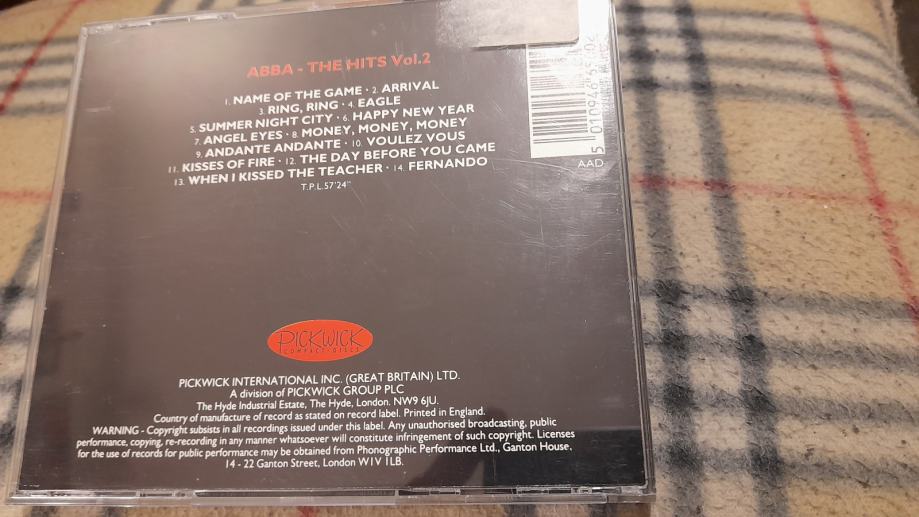 ABBA - THE HITS Vol.2
1. NAME OF THE GAME · 2. ARRIVAL
3. RING, RING · 4. EAGLE
5. SUMMER NIGHT CITY · 6. HAPPY NEW YEAR
7. ANGEL EYES · 8. MONEY, MONEY, MONEY
9. ANDANTE ANDANTE · 10. VOULEZ VOUS
11. KISSES OF FIRE · 12. THE DAY BEFORE YOU CAME
13. WHEN I KISSED THE TEACHER · 14. FERNANDO
T.P.L.57'24"
AAD
PICKWICK
COMPACT·DISCS
PICKWICK INTERNATIONAL INC. (GREAT BRITAIN) LTD.
A division of PICKWICK GROUP PLC
The Hyde Industrial Estate, The Hyde, London. NW9 6JU.
Country of manufacture of record as stated on record label. Printed in England.
WARNING - Copyright subsists in all recordings issued under this label. Any unauthorised broadcasting, public
performance, copying, re-recording in any manner whatsoever will constitute infringement of such copyright. Licenses
for the use of records for public performance may be obtained from Phonographic Performance Ltd., Ganton House,
14 - 22 Ganton Street, London W1V 1LB.